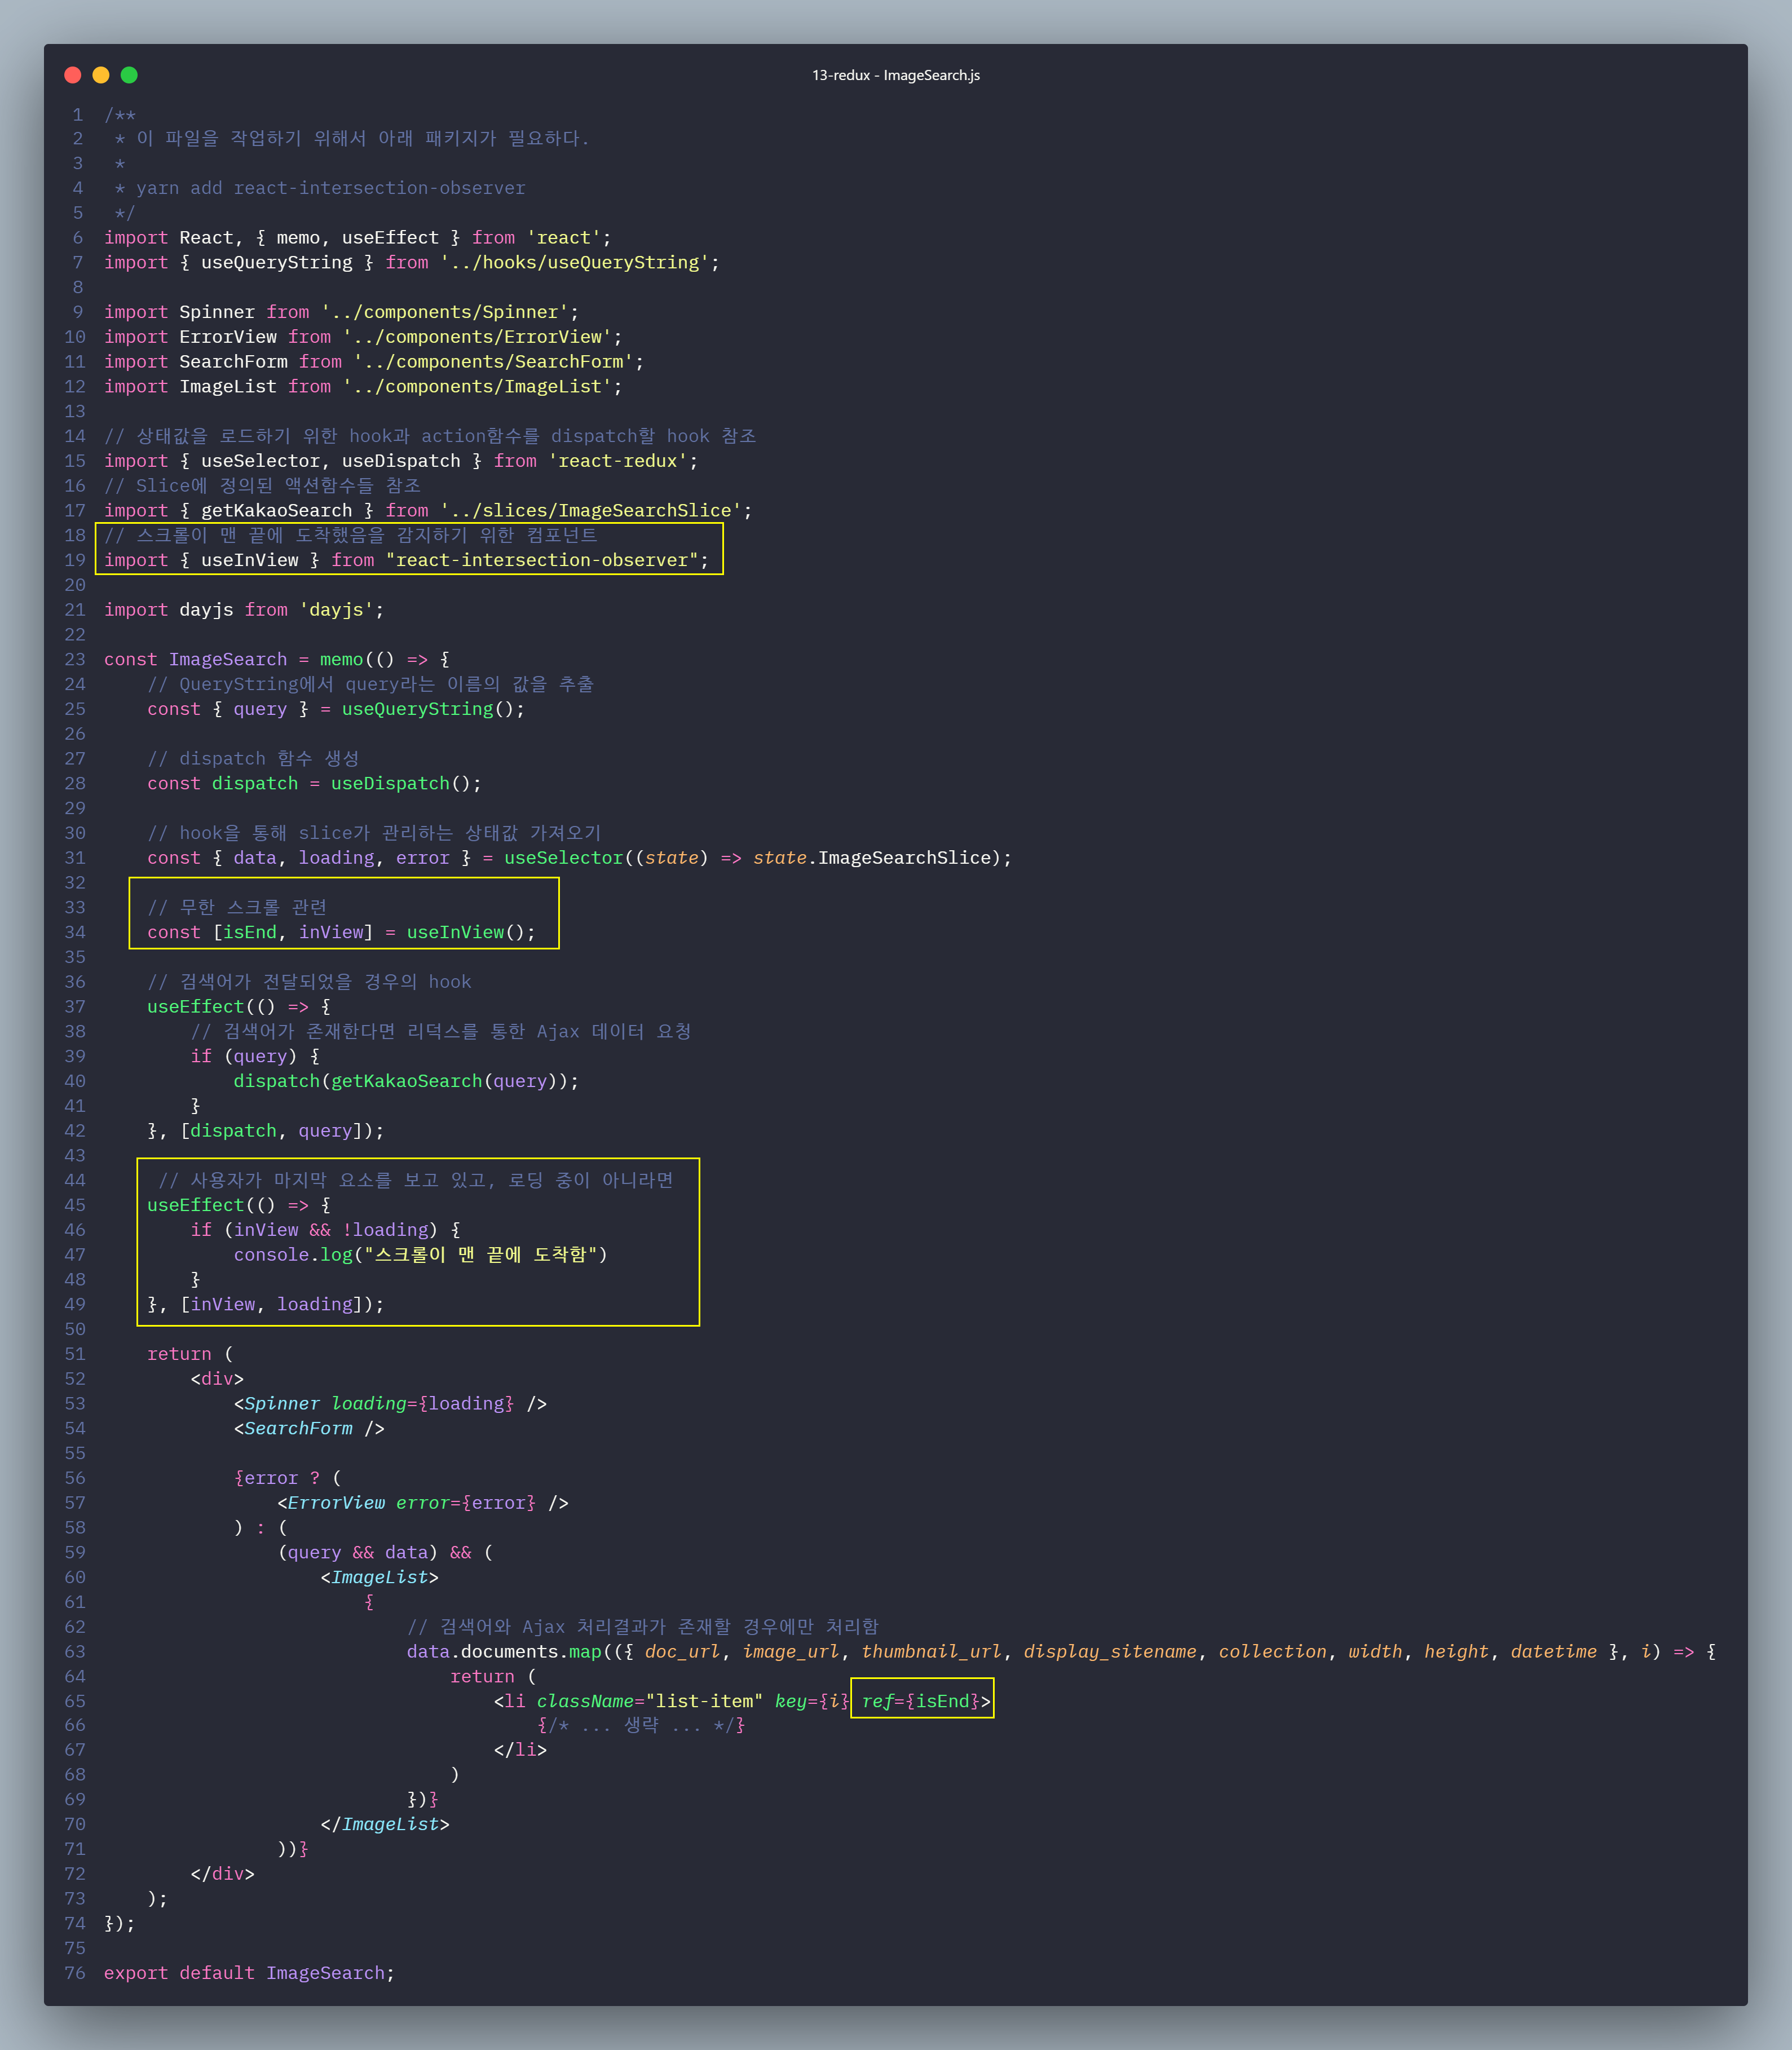 13-redux - ImageSearch.js
1 /**
2  * 이 파일을 작업하기 위해서 아래 패키지가 필요하다.
3  *
4  * yarn add react-intersection-observer
5  */
6 import React, { memo, useEffect } from 'react';
7 import { useQueryString } from '../hooks/useQueryString';
8
9 import Spinner from '../components/Spinner';
10 import ErrorView from '../components/ErrorView';
11 import SearchForm from '../components/SearchForm';
12 import ImageList from '../components/ImageList';
13
14 // 상태값을 로드하기 위한 hook과 action함수를 dispatch할 hook 참조
15 import { useSelector, useDispatch } from 'react-redux';
16 // Slice에 정의된 액션함수들 참조
17 import { getKakaoSearch } from '../slices/ImageSearchSlice';
18 // 스크롤이 맨 끝에 도착했음을 감지하기 위한 컴포넌트
19 import { useInView } from "react-intersection-observer";
20
21 import dayjs from 'dayjs';
22
23 const ImageSearch = memo(() => {
24     // QueryString에서 query라는 이름의 값을 추출
25     const { query } = useQueryString();
26
27     // dispatch 함수 생성
28     const dispatch = useDispatch();
29
30     // hook을 통해 slice가 관리하는 상태값 가져오기
31     const { data, loading, error } = useSelector((state) => state.ImageSearchSlice);
32
33     // 무한 스크롤 관련
34     const [isEnd, inView] = useInView();
35
36     // 검색어가 전달되었을 경우의 hook
37     useEffect(() => {
38         // 검색어가 존재한다면 리덕스를 통한 Ajax 데이터 요청
39         if (query) {
40             dispatch(getKakaoSearch(query));
41         }
42     }, [dispatch, query]);
43
44      // 사용자가 마지막 요소를 보고 있고, 로딩 중이 아니라면
45     useEffect(() => {
46         if (inView && !loading) {
47             console.log("스크롤이 맨 끝에 도착함")
48         }
49     }, [inView, loading]);
50
51     return (
52         <div>
53             <Spinner loading={loading} />
54             <SearchForm />
55
56             {error ? (
57                 <ErrorView error={error} />
58             ) : (
59                 (query && data) && (
60                     <ImageList>
61                         {
62                             // 검색어와 Ajax 처리결과가 존재할 경우에만 처리함
63                             data.documents.map(({ doc_url, image_url, thumbnail_url, display_sitename, collection, width, height, datetime }, i) => {
64                                 return (
65                                     <li className="list-item" key={i} ref={isEnd}>
66                                         {/* ... 생략 ... */}
67                                     </li>
68                                 )
69                             })}
70                     </ImageList>
71                 ))}
72         </div>
73     );
74 });
75
76 export default ImageSearch;